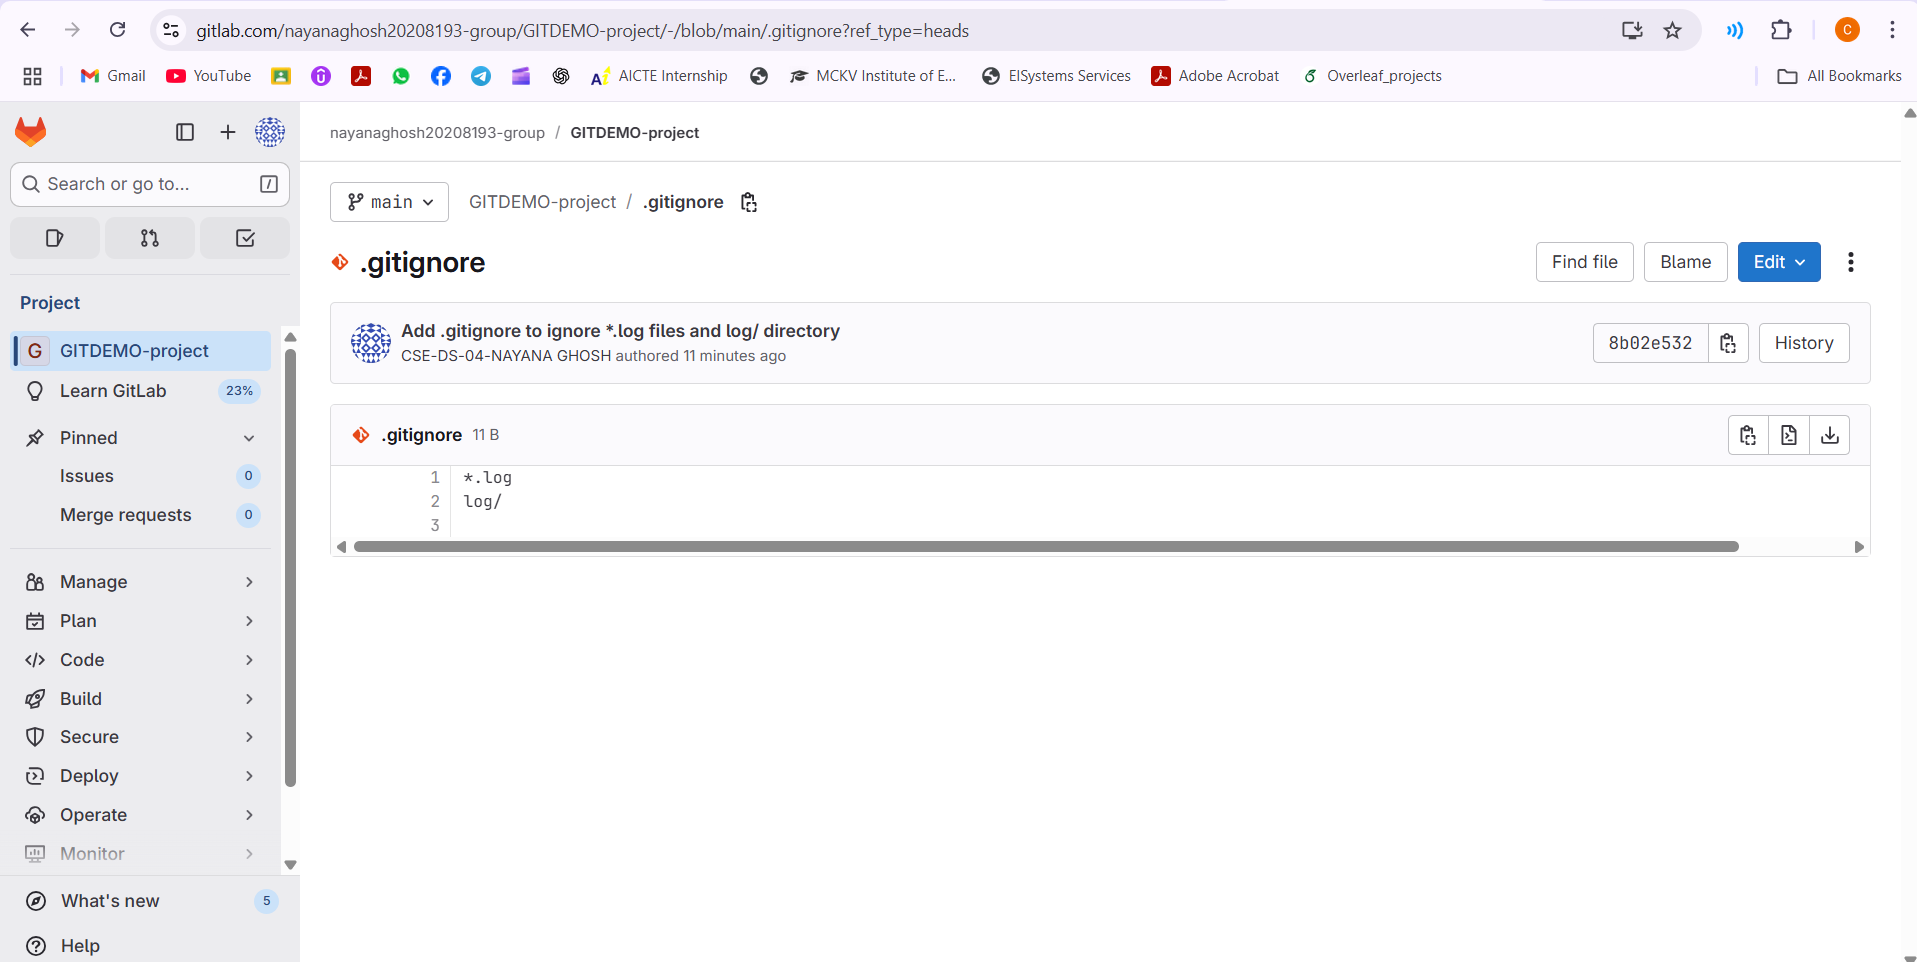 gitlab.com/nayanaghosh20208193-group/GITDEMO-project/-/blob/main/.gitignore?ref_type=heads
C
Gmail YouTube AICTE Internship MCKV Institute of E... EISystems Services Adobe Acrobat Overleaf_projects All Bookmarks
nayanaghosh20208193-group / GITDEMO-project
Search or go to... /
main GITDEMO-project / .gitignore
.gitignore
Find file Blame Edit
Project
Add .gitignore to ignore *.log files and log/ directory
CSE-DS-04-NAYANA GHOSH authored 11 minutes ago
8b02e532 History
G GITDEMO-project
Learn GitLab 23%
Pinned
Issues 0
Merge requests 0
.gitignore 11 B
1 *.log
2 log/
3
Manage
Plan
Code
Build
Secure
Deploy
Operate
Monitor
What's new 5
Help